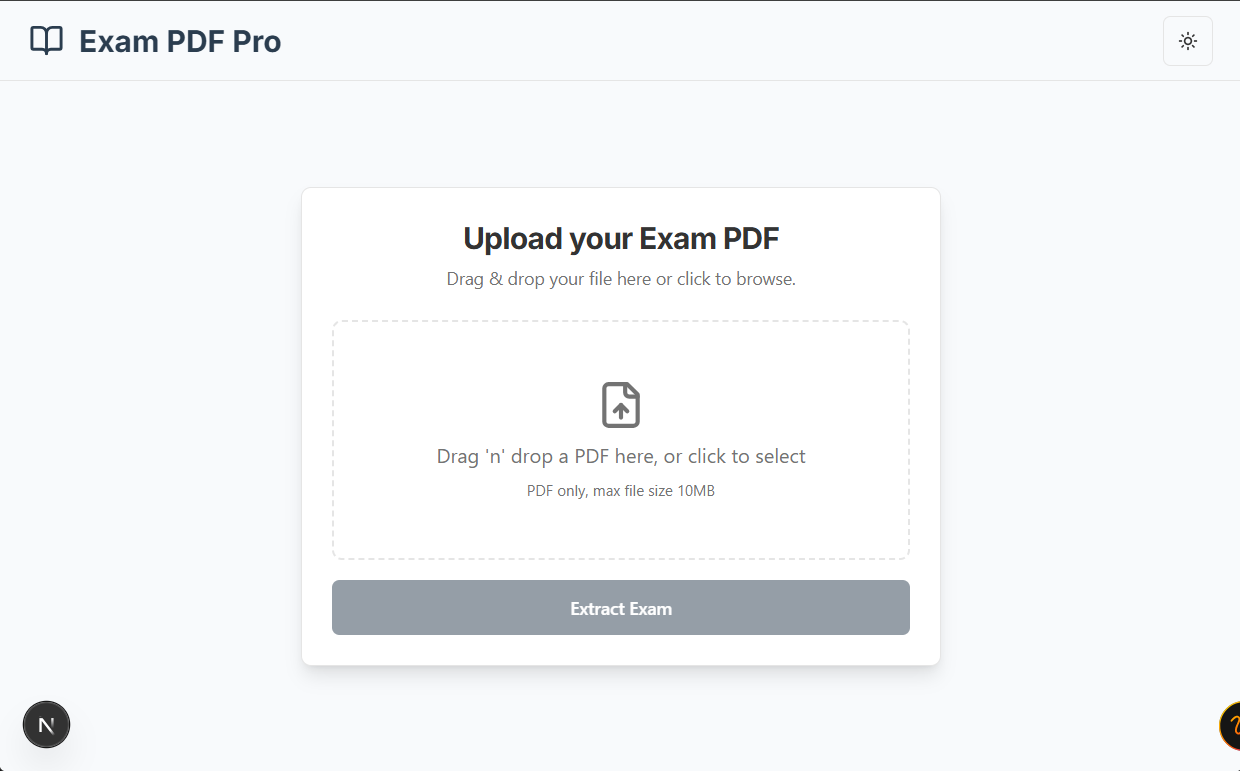 Exam PDF Pro
Upload your Exam PDF
Drag & drop your file here or click to browse.
Drag 'n' drop a PDF here, or click to select
PDF only, max file size 10MB
Extract Exam
N